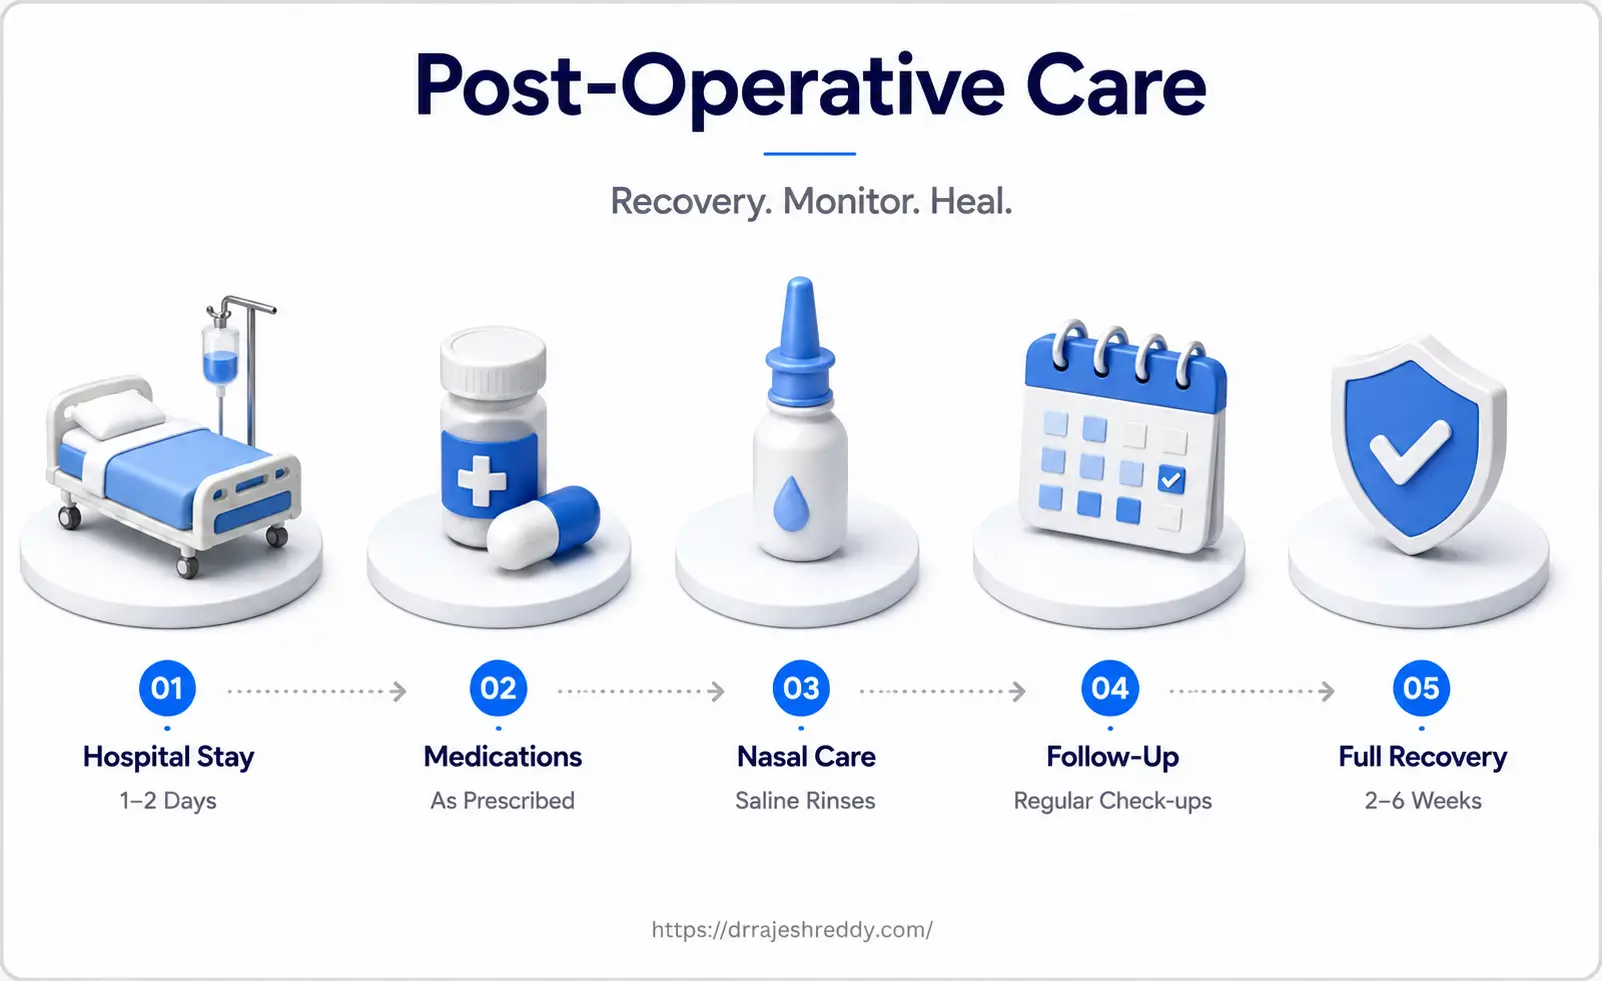 Post-Operative Care
Recovery. Monitor. Heal.
01
02
03
04
05
Hospital Stay
Medications
Nasal Care
Follow-Up
Full Recovery
1–2 Days
As Prescribed
Saline Rinses
Regular Check-ups
2–6 Weeks
https://drrajeshreddy.com/